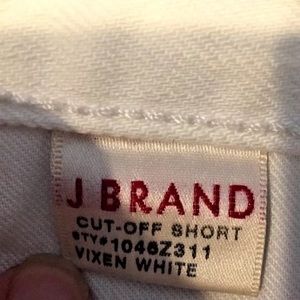 J BRAND
CUT-OFF SHORT
STY#1046Z311
VIXEN WHITE